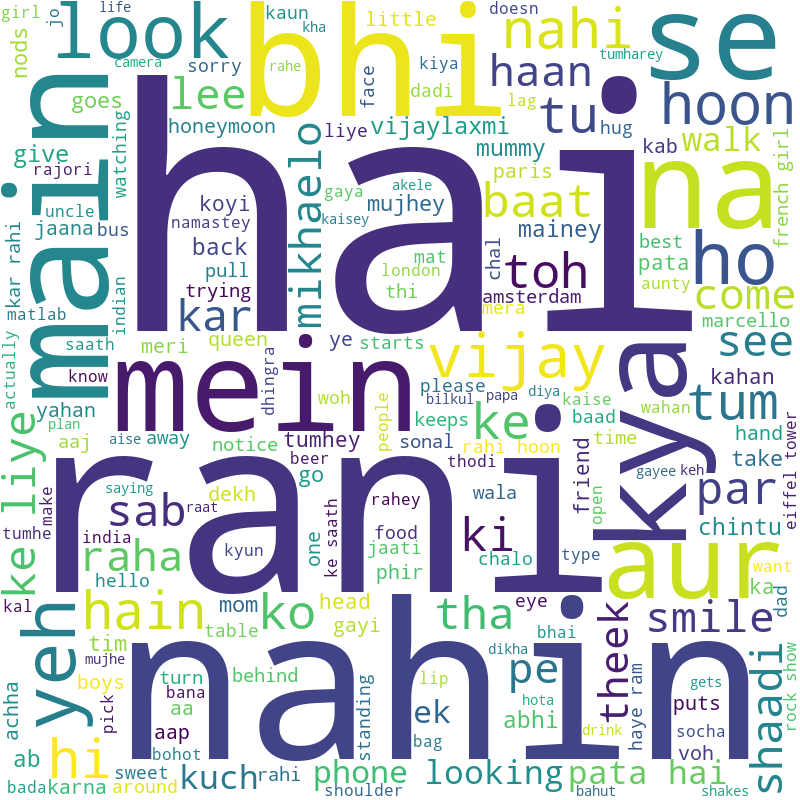 girl jo life kaun little doesn
nods look bhi kha nahi se
camera sorry rahe face kiya tumharey
goes lee dadi lag haan hoon
main watching honeymoon liye vijaylaxmi tu hug kab walk
give hai mikhaelo mummy na french girl
rajori koyi gaya akele paris baat
uncle jaana bus namastey mujhey kaisey mainey best
indian back mat chal toh pata ho
kar rahi pull london aunty
matlab trying thi amsterdam come
kar mera marcello
saath meri queen ye starts vijay kya see
actually know mein dhingra woh please bilkul papa diya kaise wahan kahan
yahan plan people keeps rahi hoon baad tum
aaj aise away notice tumhey sonal time hand
ke liye rani beer go thodi ke friend gayee keh take eiffel tower
saying dekh rahey wala open par
make sab raat ke saath food type chintu
tumhe india kyun one jaati chalo ki aur want
hello raha phir ka
kal mom head eye dad
yeh hain ko gayi tha theek smile
tim table bhai
mujhe nahin behind dikha pe haye ram shaadi rock show
boys turn lip gets
achha pick bana standing ek hota abhi puts
aa aap bag socha
ab hi bohot drink voh
sweet kuch rahi phone looking pata hai
bada karna around shoulder bahut shakes